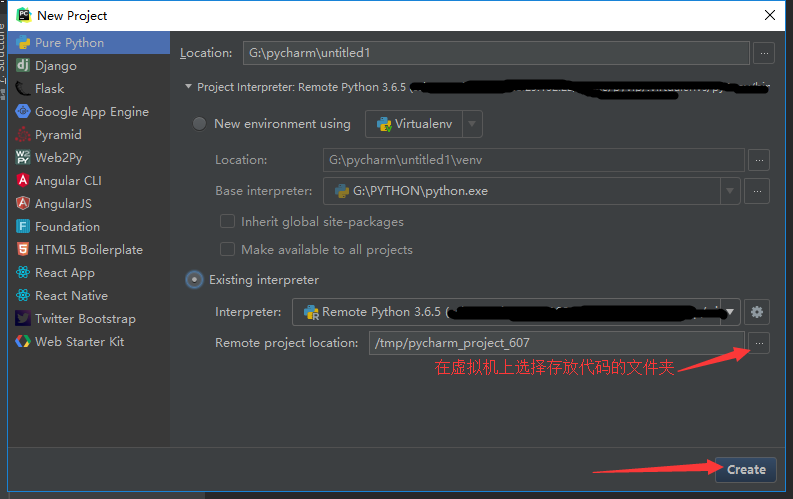 New Project
Pure Python
Django
Flask
Google App Engine
Pyramid
Web2Py
Angular CLI
AngularJS
Foundation
HTML5 Boilerplate
React App
React Native
Twitter Bootstrap
Web Starter Kit
Location: G:\pycharm\untitled1
Project Interpreter: Remote Python 3.6.5 (
New environment using Virtualenv
Location: G:\pycharm\untitled1\venv
Base interpreter: G:\PYTHON\python.exe
Inherit global site-packages
Make available to all projects
Existing interpreter
Interpreter: Remote Python 3.6.5 (
Remote project location: /tmp/pycharm_project_607
在虚拟机上选择存放代码的文件夹
Create